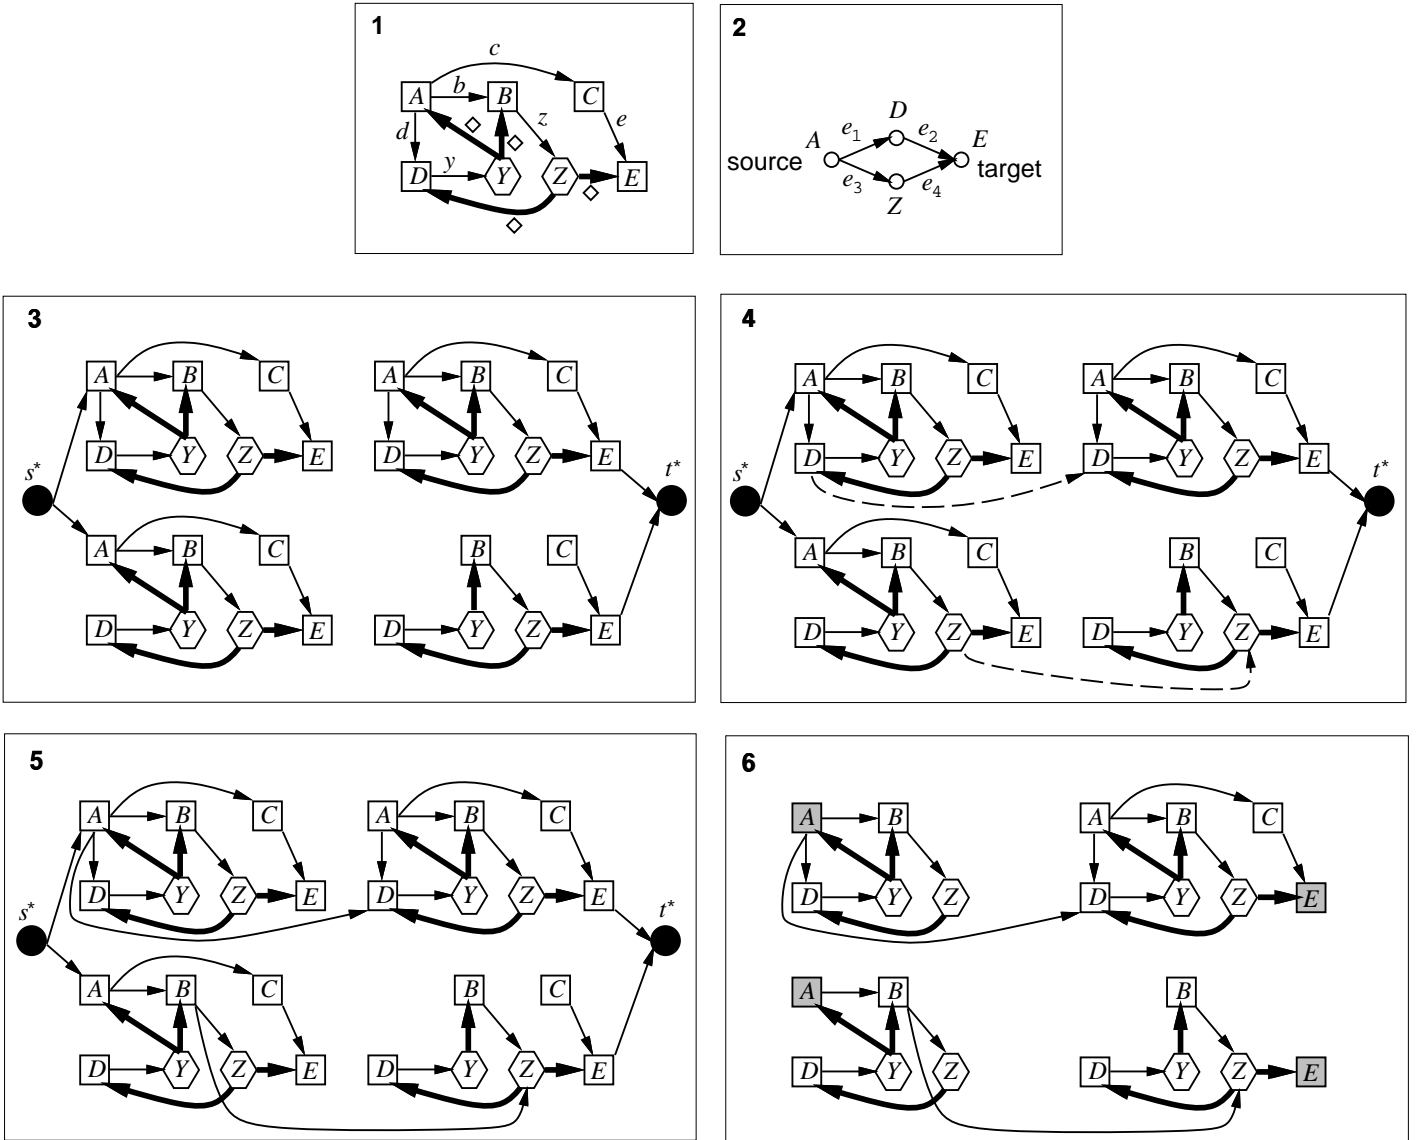 1
c
A b B C
d z e
D y Y Z E
2
D
A e1 e2 E
source target
e3 e4
Z
3
A B C A B C
D Y Z E D Y Z E
s* t*
A B C B C
D Y Z E D Y Z E
4
A B C A B C
D Y Z E D Y Z E
s* t*
A B C B C
D Y Z E D Y Z E
5
A B C A B C
D Y Z E D Y Z E
s* t*
A B C B C
D Y Z E D Y Z E
6
A B A B C
D Y Z D Y Z E
A B B
D Y Z D Y Z E